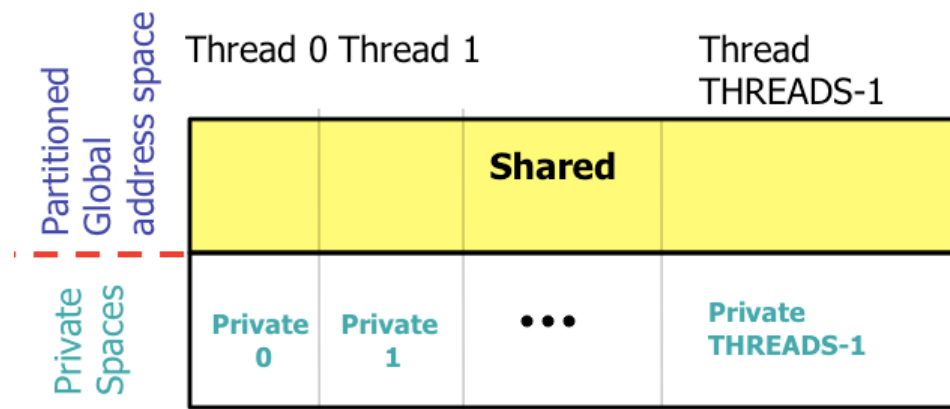 Partitioned
Global
address space
Thread 0 Thread 1
Thread
THREADS-1
Shared
Private
Spaces
Private
0
Private
1
•••
Private
THREADS-1